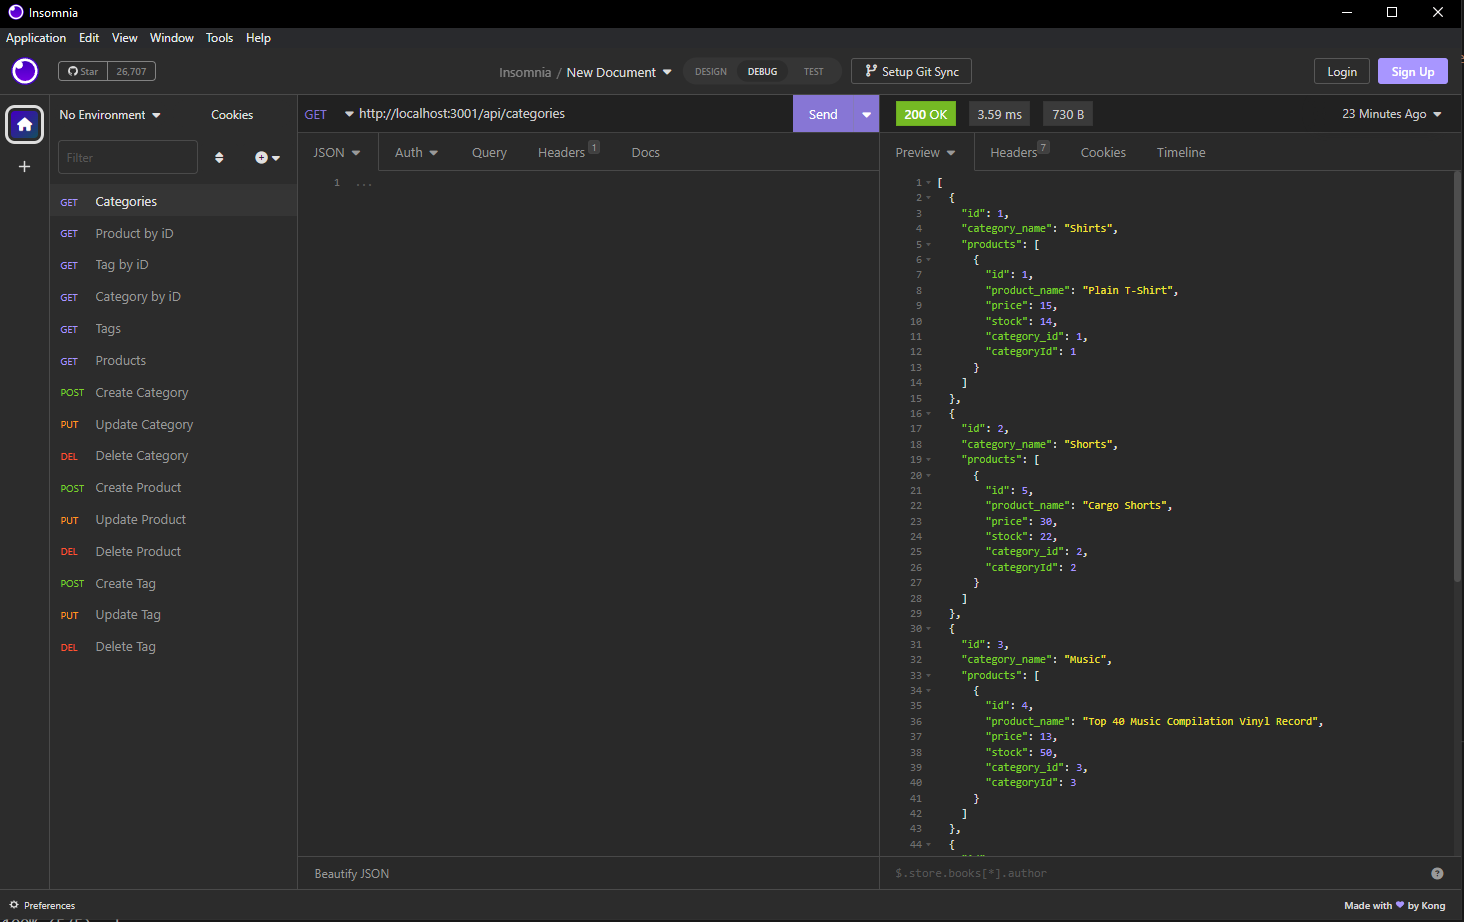 Insomnia
Application Edit View Window Tools Help
Star 26,707
Insomnia / New Document
DESIGN DEBUG TEST
Setup Git Sync
Login Sign Up
No Environment Cookies
Filter
GET Categories
GET Product by iD
GET Tag by iD
GET Category by iD
GET Tags
GET Products
POST Create Category
PUT Update Category
DEL Delete Category
POST Create Product
PUT Update Product
DEL Delete Product
POST Create Tag
PUT Update Tag
DEL Delete Tag
GET http://localhost:3001/api/categories Send
JSON Auth Query Headers 1 Docs
1 ...
Beautify JSON
200 OK 3.59 ms 730 B 23 Minutes Ago
Preview Headers 7 Cookies Timeline
1 [
2 {
3 "id": 1,
4 "category_name": "Shirts",
5 "products": [
6 {
7 "id": 1,
8 "product_name": "Plain T-Shirt",
9 "price": 15,
10 "stock": 14,
11 "category_id": 1,
12 "categoryId": 1
13 }
14 ]
15 },
16 {
17 "id": 2,
18 "category_name": "Shorts",
19 "products": [
20 {
21 "id": 5,
22 "product_name": "Cargo Shorts",
23 "price": 30,
24 "stock": 22,
25 "category_id": 2,
26 "categoryId": 2
27 }
28 ]
29 },
30 {
31 "id": 3,
32 "category_name": "Music",
33 "products": [
34 {
35 "id": 4,
36 "product_name": "Top 40 Music Compilation Vinyl Record",
37 "price": 13,
38 "stock": 50,
39 "category_id": 3,
40 "categoryId": 3
41 }
42 ]
43 },
44 {
$.store.books[*].author
Preferences
Made with by Kong